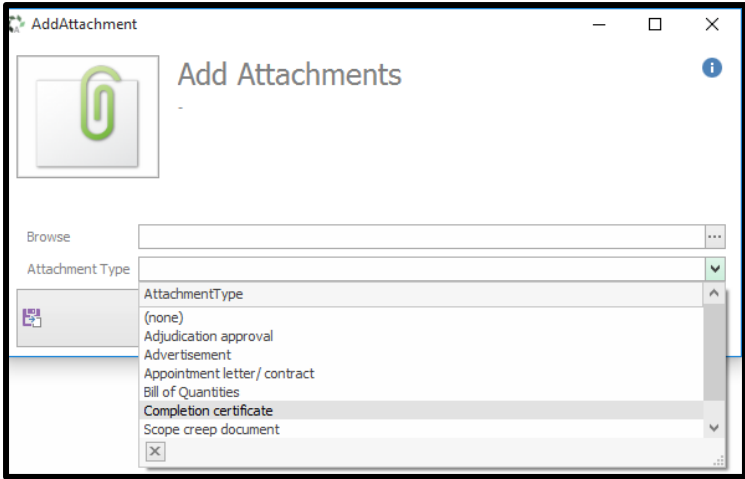 AddAttachment
Add Attachments
-
Browse
...
Attachment Type
AttachmentType
(none)
Adjudication approval
Advertisement
Appointment letter/ contract
Bill of Quantities
Completion certificate
Scope creep document